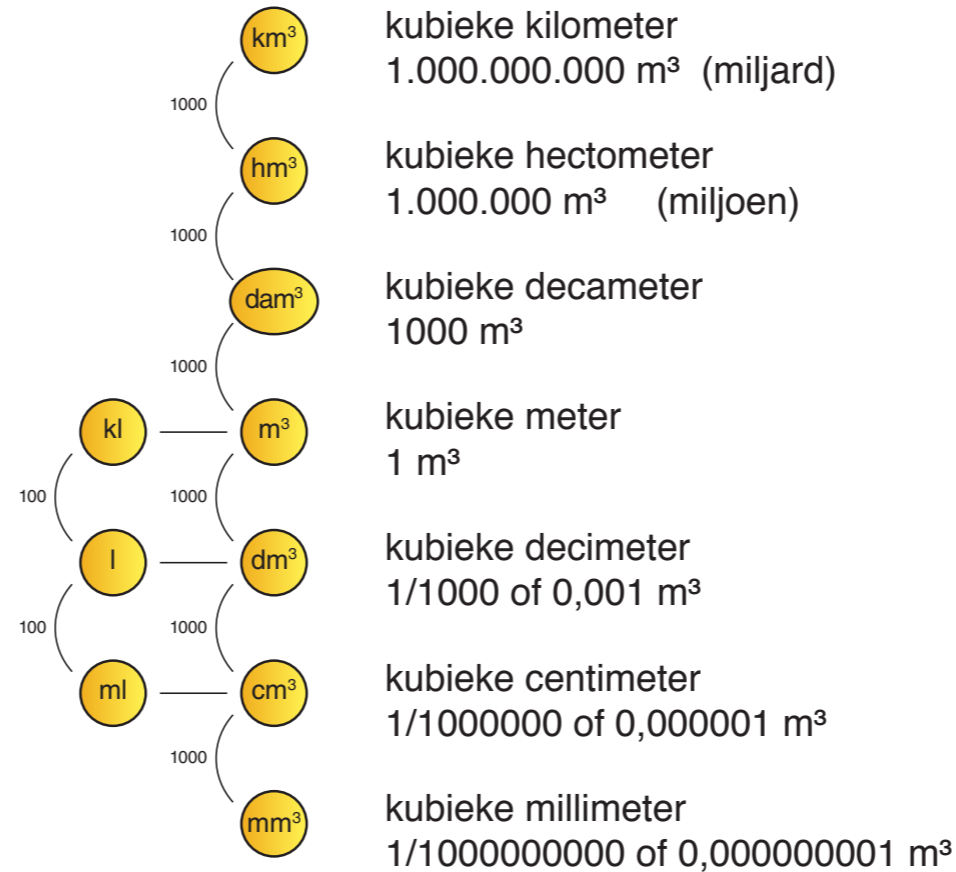 km³
kubieke kilometer
1.000.000.000 m³ (miljard)
1000
hm³
kubieke hectometer
1.000.000 m³ (miljoen)
1000
dam³
kubieke decameter
1000 m³
1000
kl
m³
kubieke meter
1 m³
100
1000
l
dm³
kubieke decimeter
1/1000 of 0,001 m³
100
1000
ml
cm³
kubieke centimeter
1/1000000 of 0,000001 m³
1000
mm³
kubieke millimeter
1/1000000000 of 0,000000001 m³